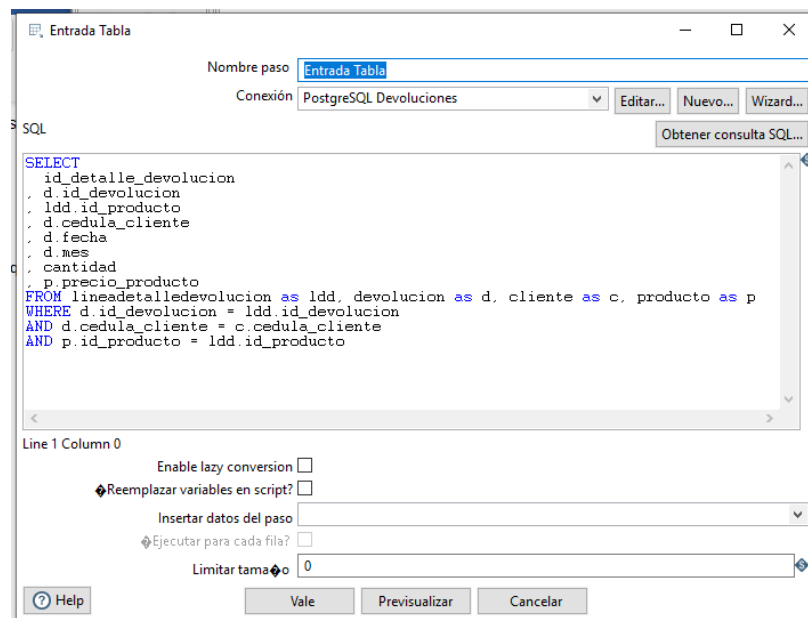 Entrada Tabla
Nombre paso Entrada Tabla
Conexión PostgreSQL Devoluciones Editar... Nuevo... Wizard...
SQL Obtener consulta SQL...
SELECT
id_detalle_devolucion
, d.id_devolucion
, ldd.id_producto
, d.cedula_cliente
, d.fecha
, d.mes
, cantidad
, p.precio_producto
FROM lineadetalledevolucion as ldd, devolucion as d, cliente as c, producto as p
WHERE d.id_devolucion = ldd.id_devolucion
AND d.cedula_cliente = c.cedula_cliente
AND p.id_producto = ldd.id_producto
Line 1 Column 0
Enable lazy conversion
�Reemplazar variables en script?
Insertar datos del paso
�Ejecutar para cada fila?
Limitar tama�o 0
Help Vale Previsualizar Cancelar